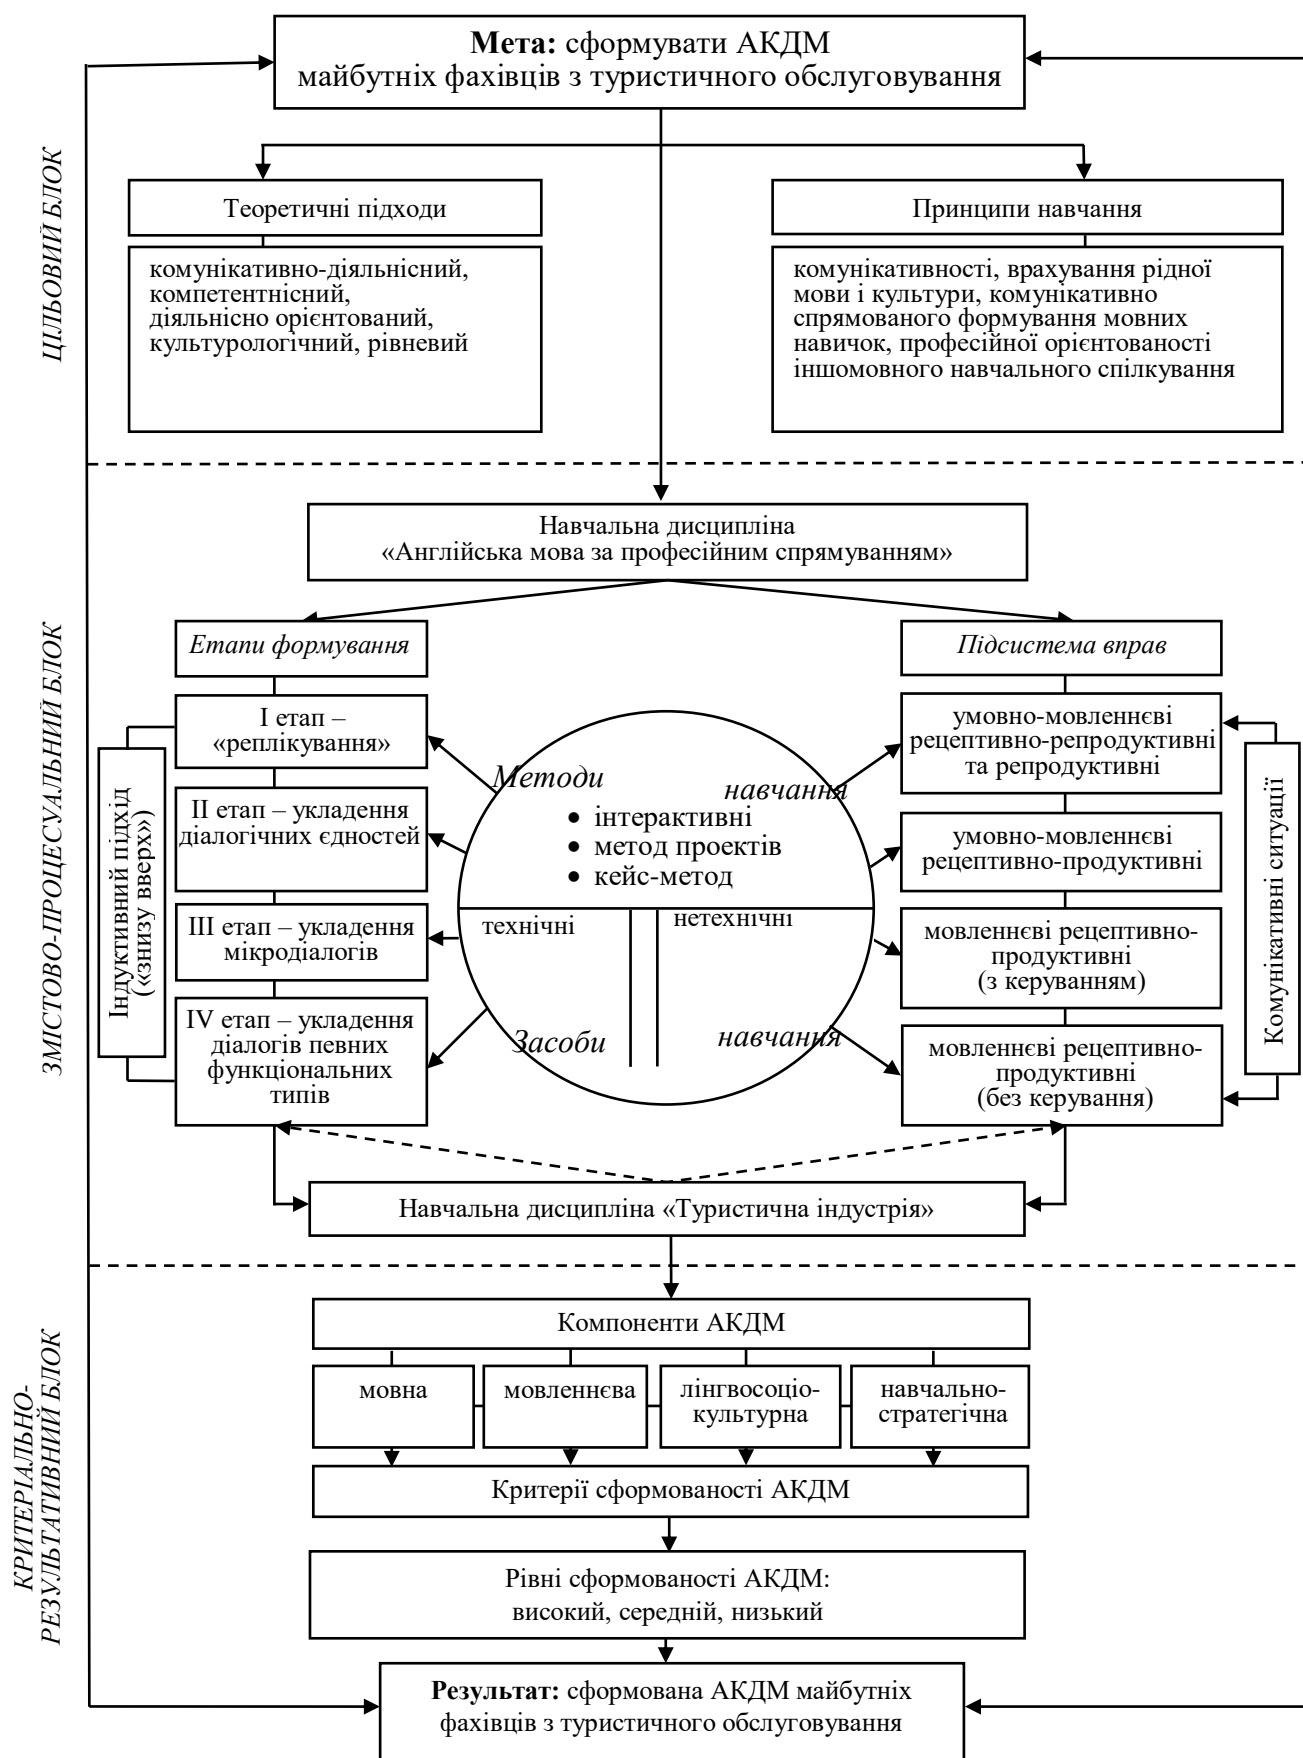 Мета: сформувати АКДМ
майбутніх фахівців з туристичного обслуговування
ЦІЛЬОВИЙ БЛОК
Теоретичні підходи
Принципи навчання
комунікативно-діяльнісний,
компетентнісний,
діяльнісно орієнтований,
культурологічний, рівневий
комунікативності, врахування рідної
мови і культури, комунікативно
спрямованого формування мовних
навичок, професійної орієнтованості
іншомовного навчального спілкування
ЗМІСТОВО-ПРОЦЕСУАЛЬНИЙ БЛОК
Навчальна дисципліна
«Англійська мова за професійним спрямуванням»
Етапи формування
Підсистема вправ
Індуктивний підхід
(«знизу вверх»)
І етап –
«реплікування»
ІІ етап – укладення
діалогічних єдностей
ІІІ етап – укладення
мікродіалогів
IV етап – укладення
діалогів певних
функціональних
типів
Методи
навчання
• інтерактивні
• метод проектів
• кейс-метод
технічні
нетехнічні
Засоби
навчання
умовно-мовленнєві
рецептивно-репродуктивні
та репродуктивні
умовно-мовленнєві
рецептивно-продуктивні
мовленнєві рецептивно-
продуктивні
(з керуванням)
мовленнєві рецептивно-
продуктивні
(без керування)
Комунікативні ситуації
Навчальна дисципліна «Туристична індустрія»
КРИТЕРІАЛЬНО-
РЕЗУЛЬТАТИВНИЙ БЛОК
Компоненти АКДМ
мовна
мовленнєва
лінгвосоціо-
культурна
навчально-
стратегічна
Критерії сформованості АКДМ
Рівні сформованості АКДМ:
високий, середній, низький
Результат: сформована АКДМ майбутніх
фахівців з туристичного обслуговування